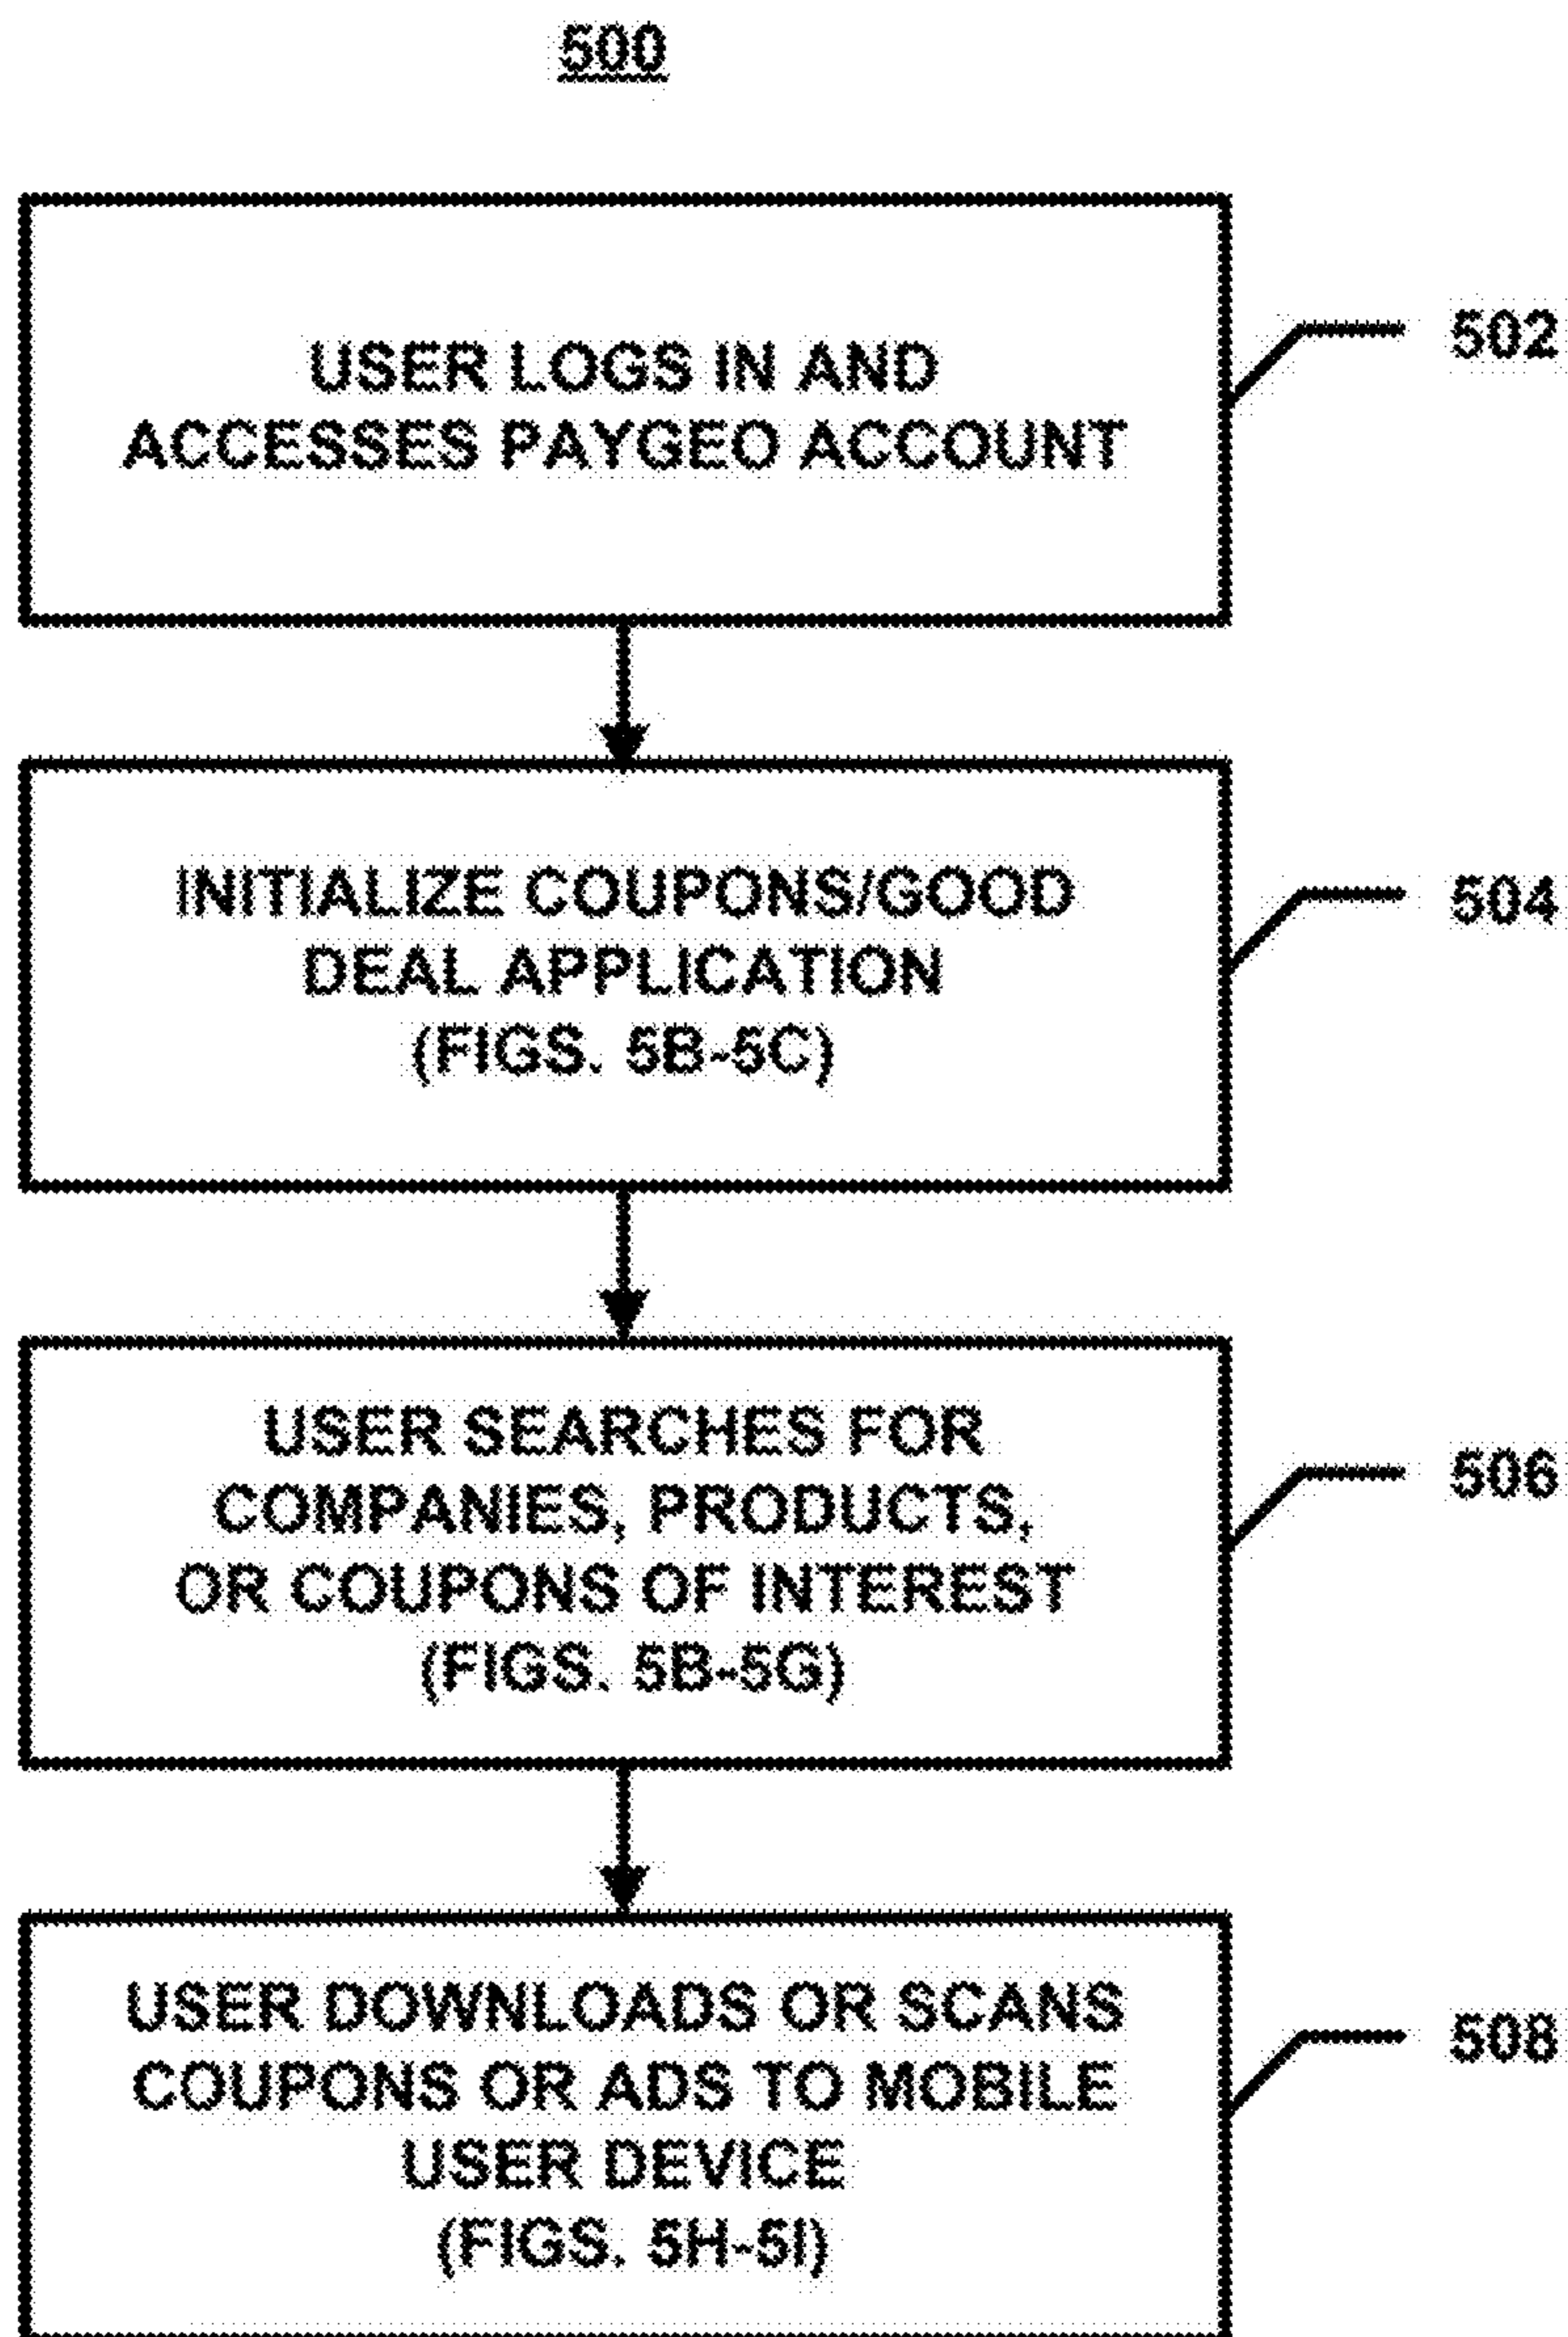 500
USER LOGS IN AND
ACCESSES PAYGEO ACCOUNT
502
INITIALIZE COUPONS/GOOD
DEAL APPLICATION
(FIGS. 5B-5C)
504
USER SEARCHES FOR
COMPANIES, PRODUCTS,
OR COUPONS OF INTEREST
(FIGS. 5B-5G)
506
USER DOWNLOADS OR SCANS
COUPONS OR ADS TO MOBILE
USER DEVICE
(FIGS. 5H-5I)
508